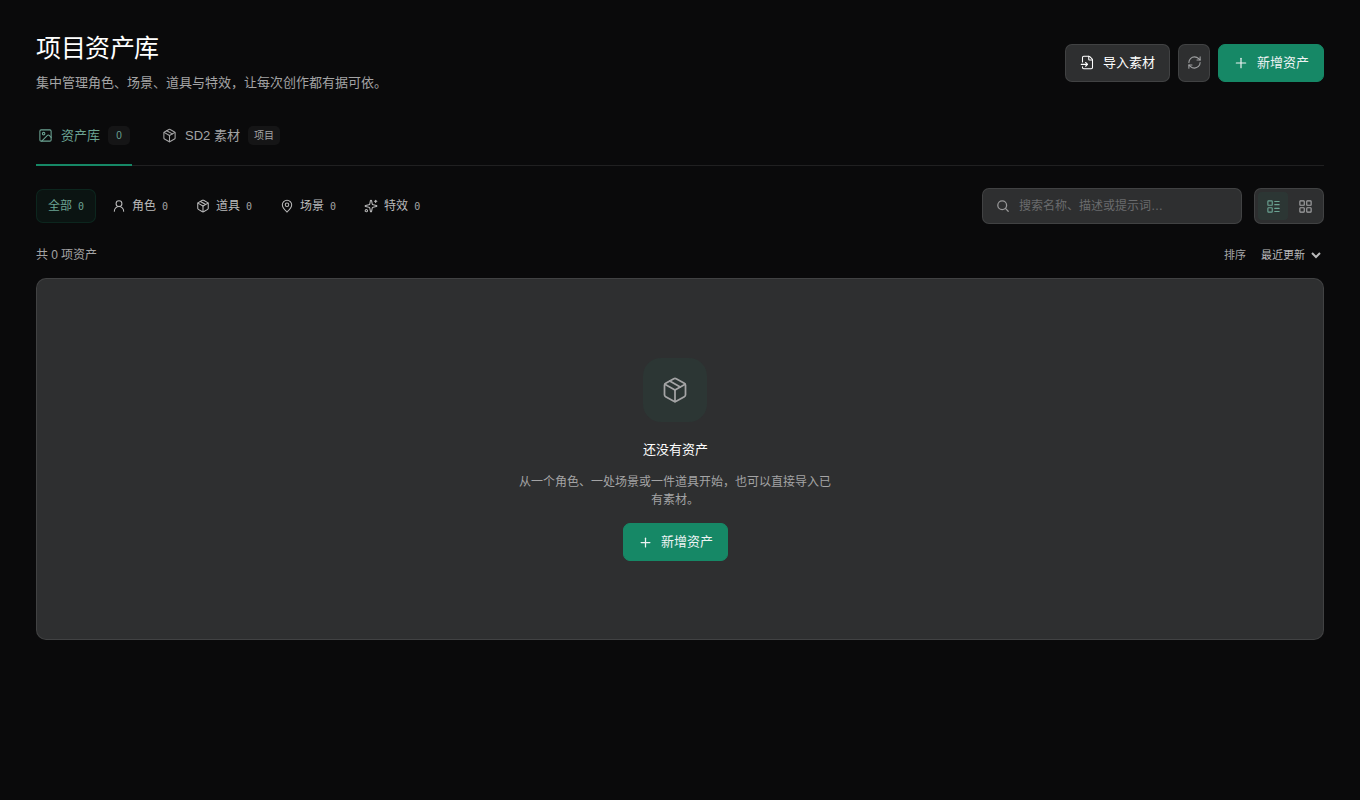 项目资产库
集中管理角色、场景、道具与特效，让每次创作都有据可依。
导入素材
新增资产
资产库 0
SD2 素材 项目
全部 0
角色 0
道具 0
场景 0
特效 0
搜索名称、描述或提示词…
共 0 项资产
排序 最近更新
还没有资产
从一个角色、一处场景或一件道具开始，也可以直接导入已
有素材。
新增资产